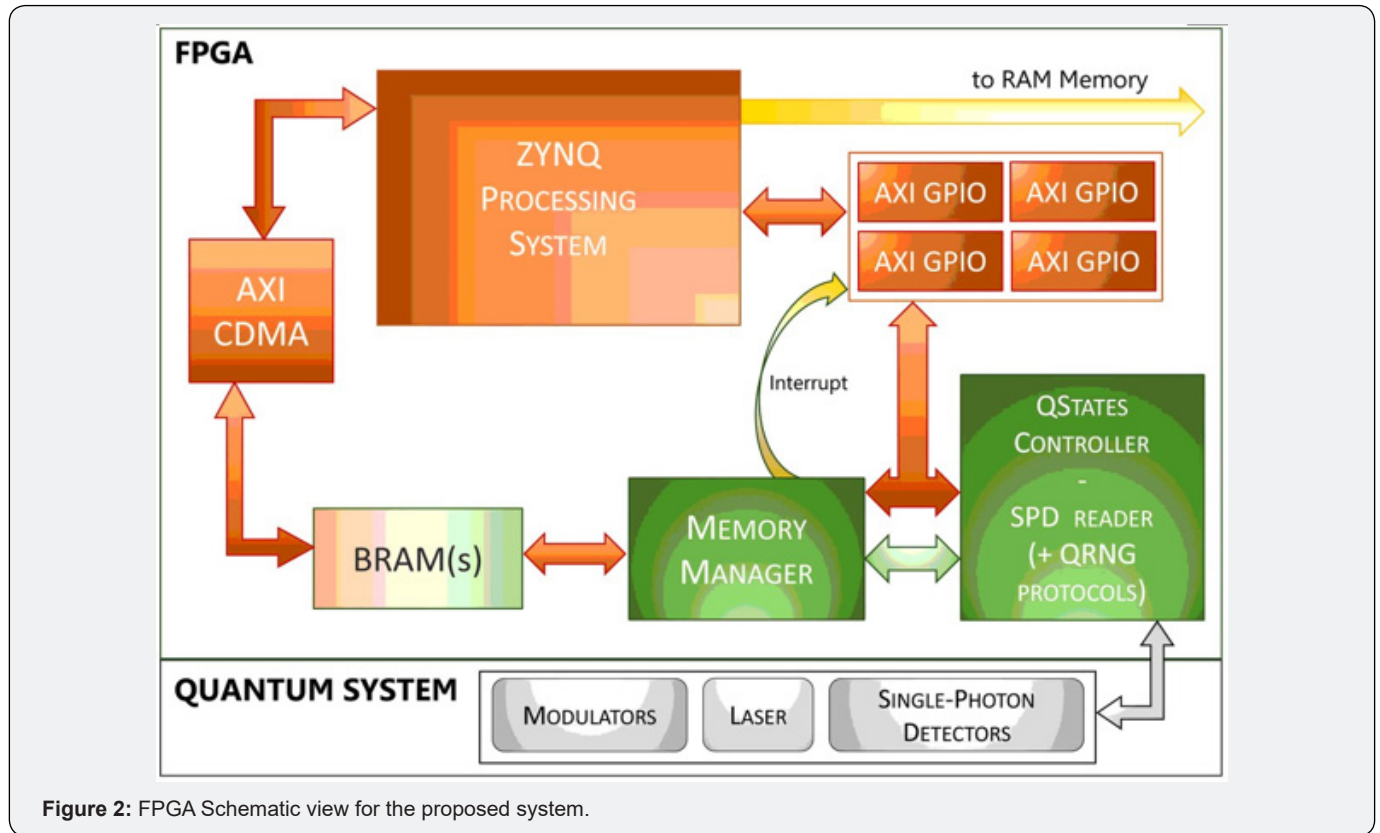 FPGA
to RAM Memory
ZYNQ
PROCESSING
SYSTEM
AXI GPIO
AXI GPIO
AXI GPIO
AXI GPIO
AXI
CDMA
Interrupt
QSTATES
CONTROLLER
-
SPD READER
(+ QRNG
PROTOCOLS)
MEMORY
MANAGER
BRAM(s)
QUANTUM SYSTEM
MODULATORS
LASER
SINGLE-PHOTON
DETECTORS
Figure 2: FPGA Schematic view for the proposed system.